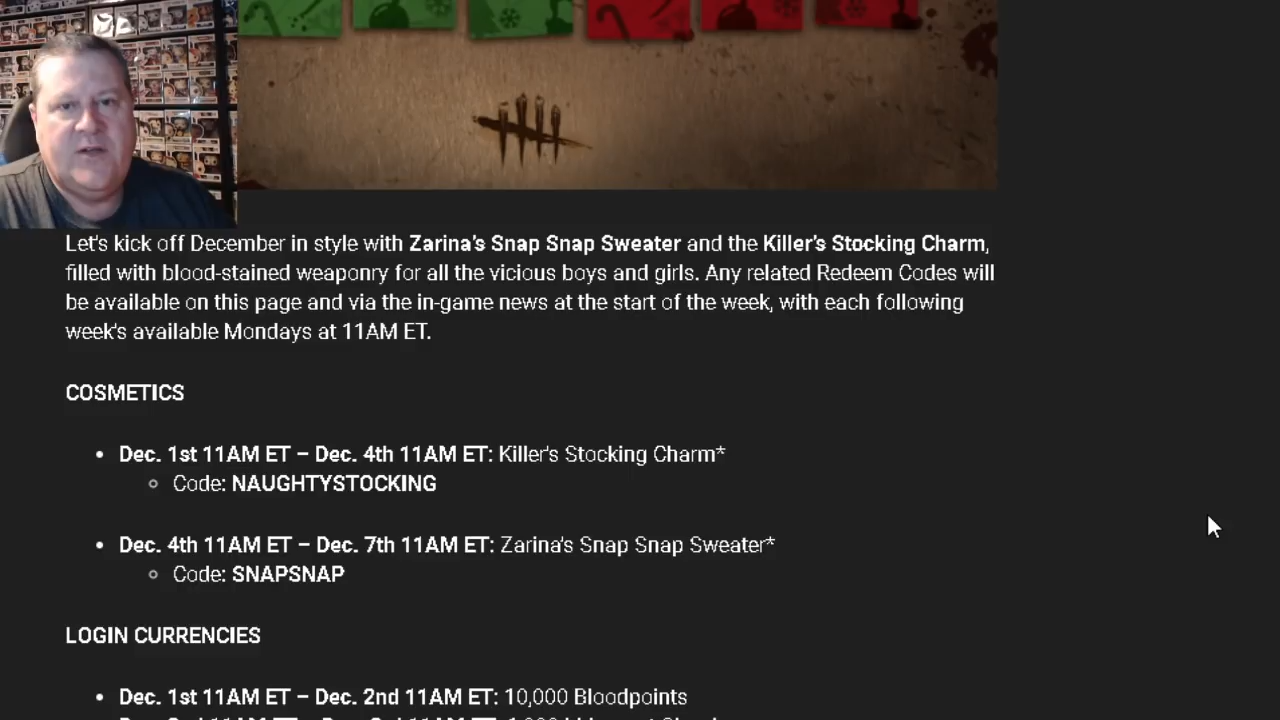 Let's kick off December in style with Zarina's Snap Snap Sweater and the Killer's Stocking Charm,
filled with blood-stained weaponry for all the vicious boys and girls. Any related Redeem Codes will
be available on this page and via the in-game news at the start of the week, with each following
week's available Mondays at 11AM ET.
COSMETICS
Dec. 1st 11AM ET – Dec. 4th 11AM ET: Killer's Stocking Charm*
Code: NAUGHTYSTOCKING
Dec. 4th 11AM ET – Dec. 7th 11AM ET: Zarina's Snap Snap Sweater*
Code: SNAPSNAP
LOGIN CURRENCIES
Dec. 1st 11AM ET – Dec. 2nd 11AM ET: 10,000 Bloodpoints